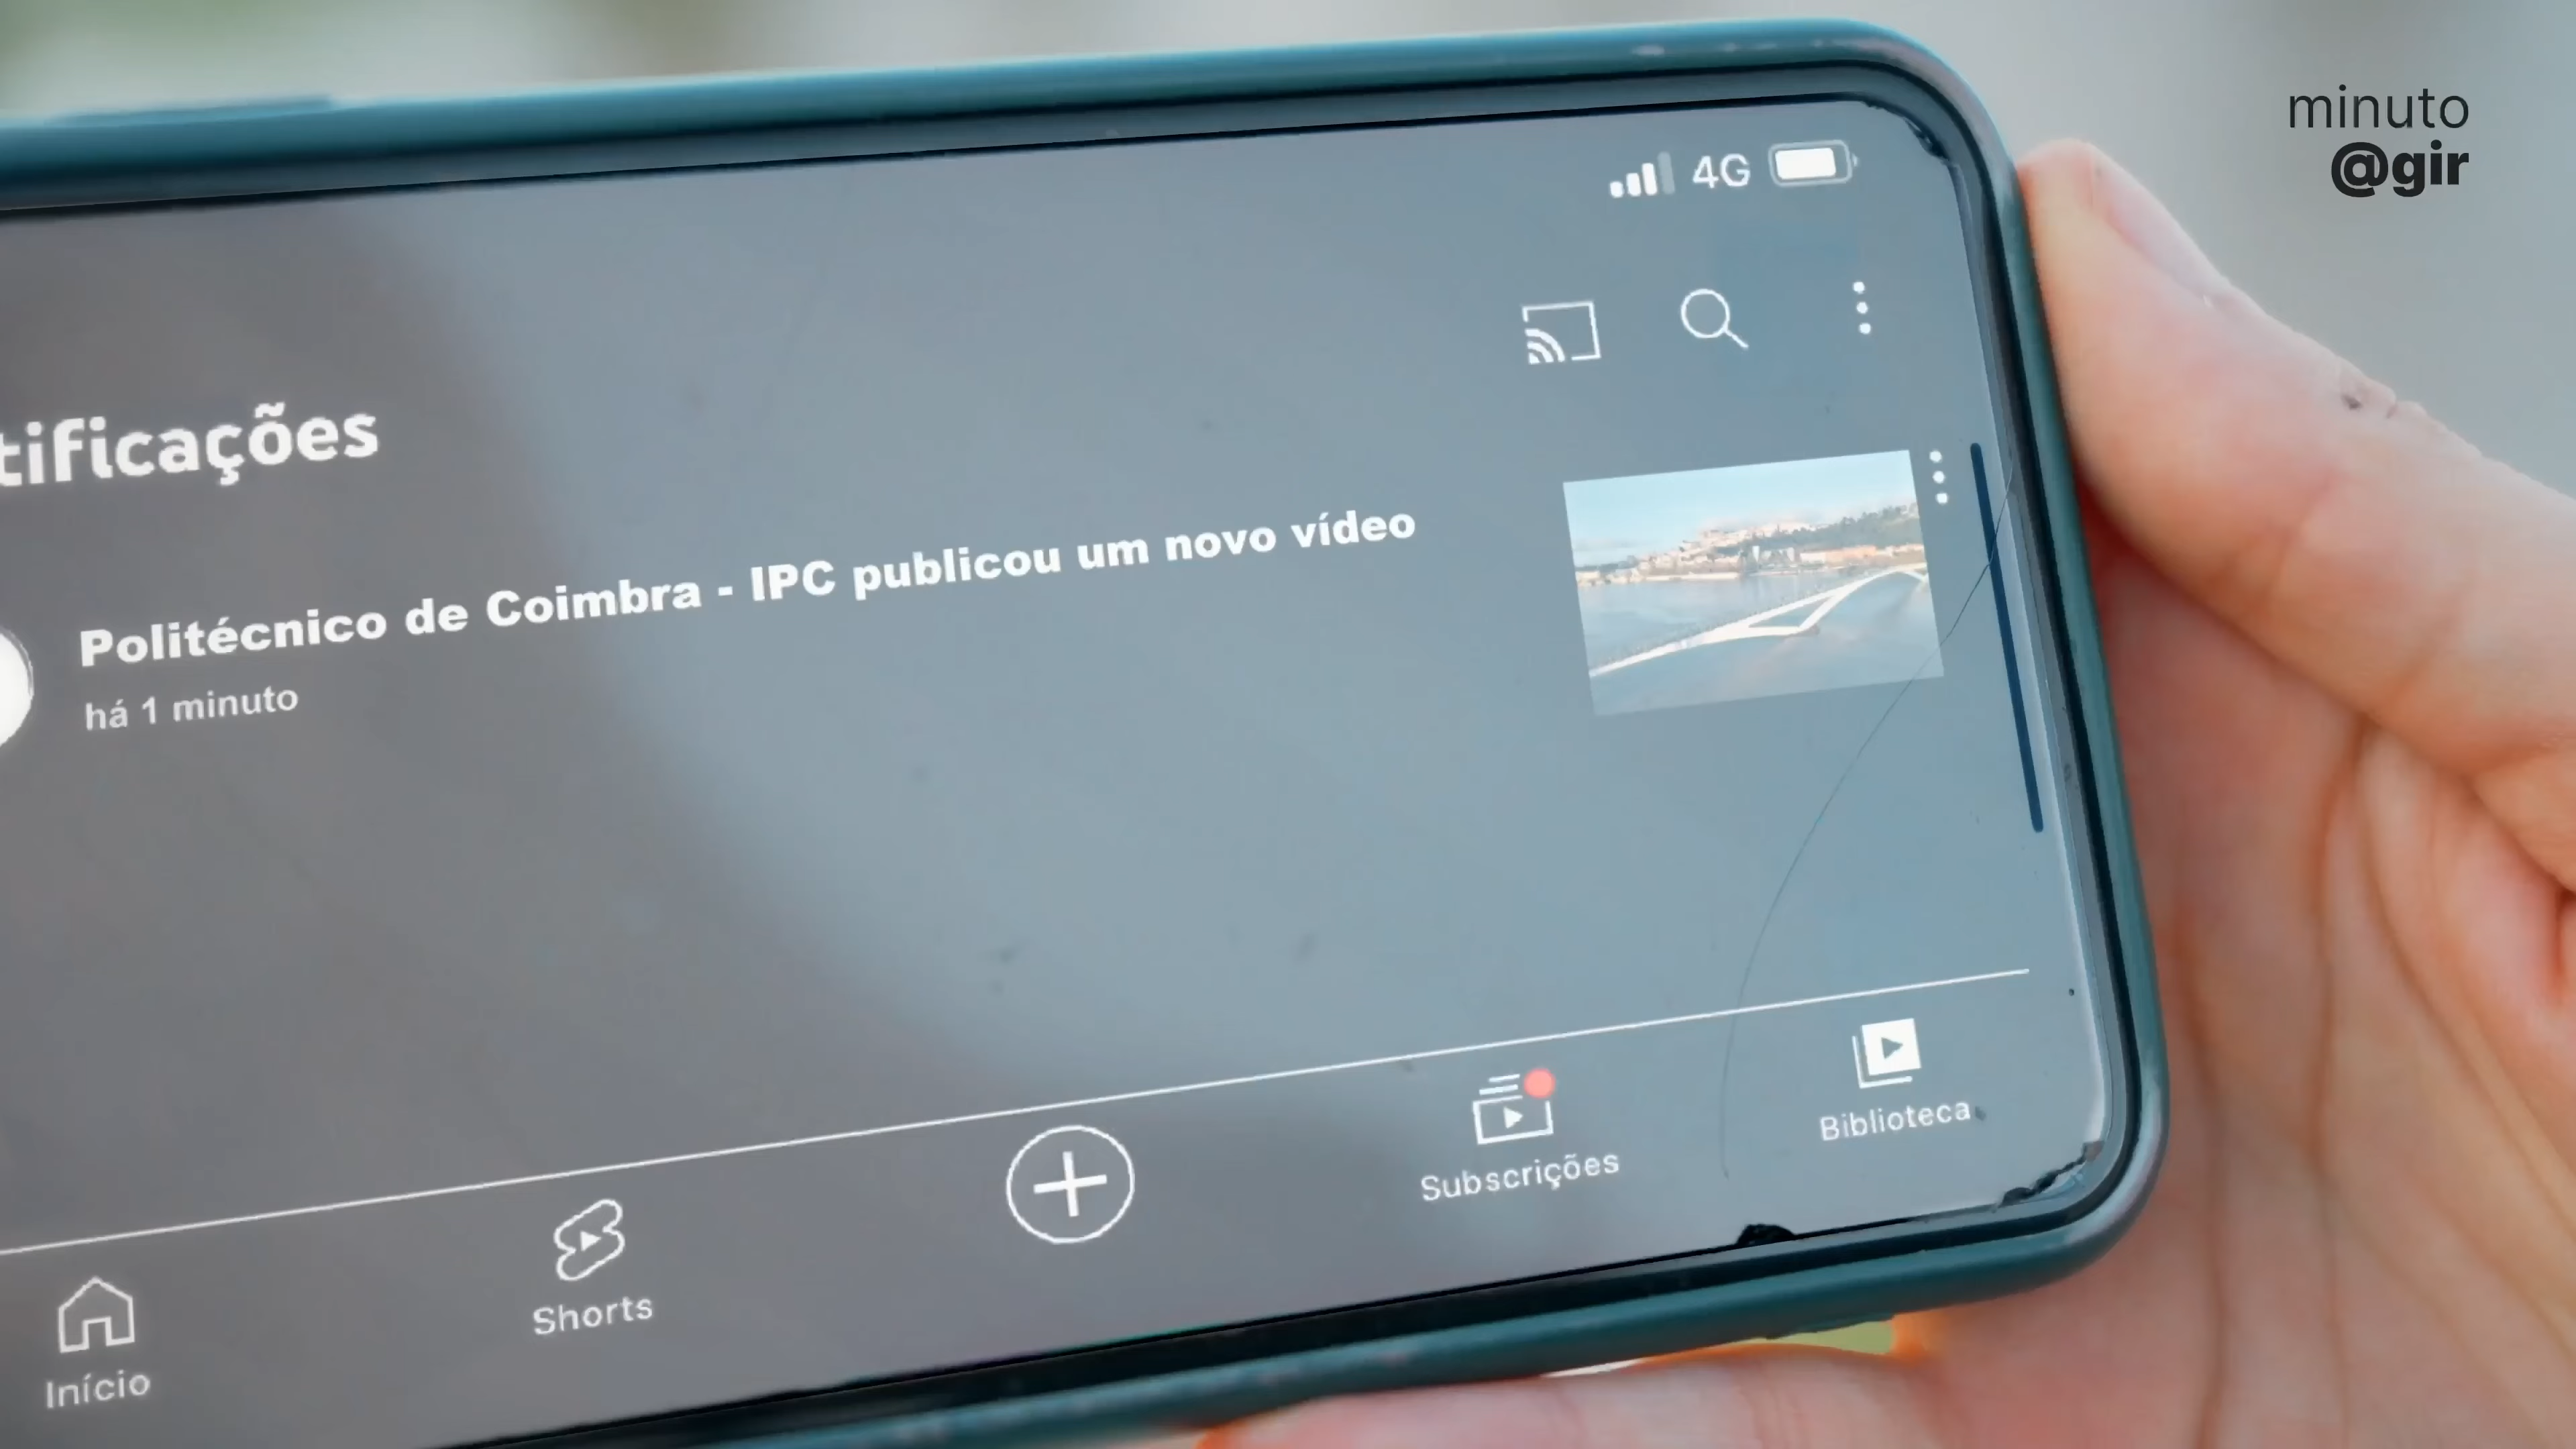 minuto
@gir
4G
tificações
Politécnico de Coimbra - IPC publicou um novo vídeo
há 1 minuto
Início
Shorts
Subscrições
Biblioteca